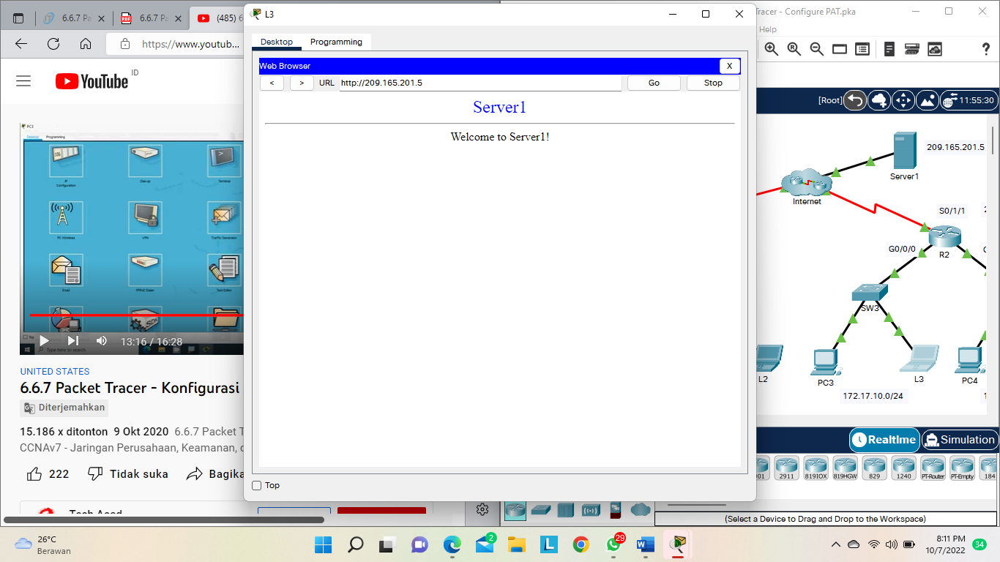 6.6.7 Pa
6.6.7 Pa
(485) 6
https://www.youtub...
YouTube
ID
PC3
Desktop
Programming
IP
Configuration
Dial-up
Terminal
PC Wireless
VPN
Traffic Generator
Email
PPPoE Dialer
Text Editor
Type here to search
13:16 / 16:28
UNITED STATES
6.6.7 Packet Tracer - Konfigurasi
Diterjemahkan
15.186 x ditonton 9 Okt 2020 6.6.7 Packet T
CCNAv7 - Jaringan Perusahaan, Keamanan,
222
Tidak suka
Bagika
Tech Acad
L3
Desktop
Programming
Web Browser
X
<
>
URL
http://209.165.201.5
Go
Stop
Server1
Welcome to Server1!
Top
Tracer - Configure PAT.pka
Help
[Root]
11:55:30
209.165.201.5
Server1
Internet
S0/1/1
G0/0/0
R2
SW3
L2
PC3
L3
PC4
172.17.10.0/24
Realtime
Simulation
2911
819IOX
819HGW
829
1240
PT-Router
PT-Empty
184
(Select a Device to Drag and Drop to the Workspace)
26°C
Berawan
2
L
29
8:11 PM
10/7/2022
34